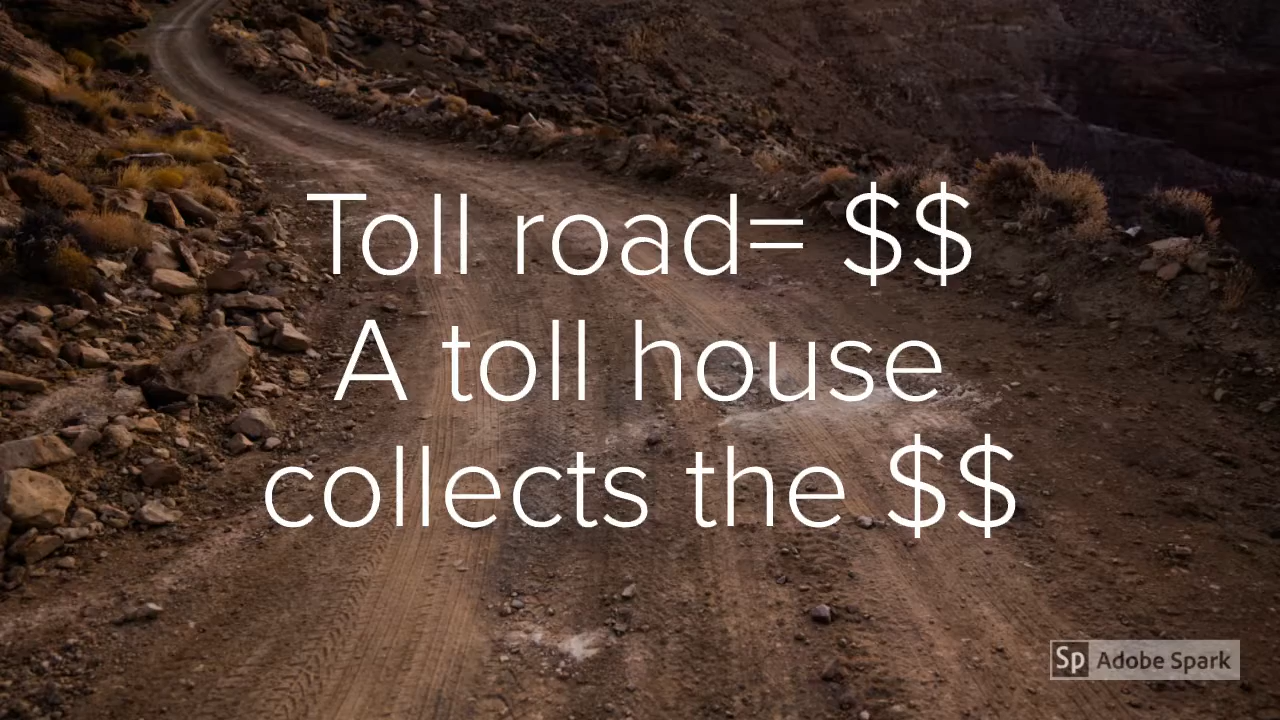 Toll road= $$
A toll house
collects the $$
Sp Adobe Spark